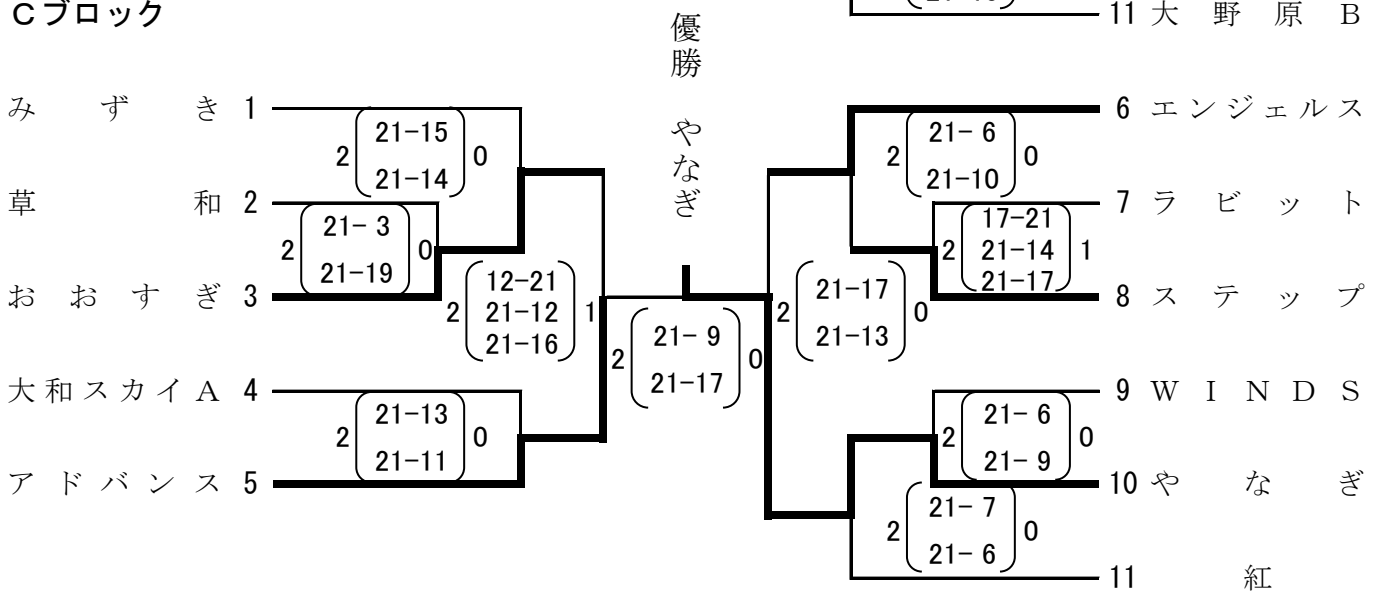 Cブロック
11 大野原B
優勝 やなぎ
みずき 1
2 21-15 0
21-14
草和 2
2 21- 3 0
21-19
おおすぎ 3
2 12-21 1
21-12
21-16
大和スカイA 4
2 21-13 0
21-11
アドバンス 5
2 21- 9 0
21-17
6 エンジェルス
2 21- 6 0
21-10
7 ラビット
2 17-21 1
21-14
21-17
8 ステップ
2 21-17 0
21-13
9 WINDS
2 21- 6 0
21- 9
10 やなぎ
2 21- 7 0
21- 6
11 紅